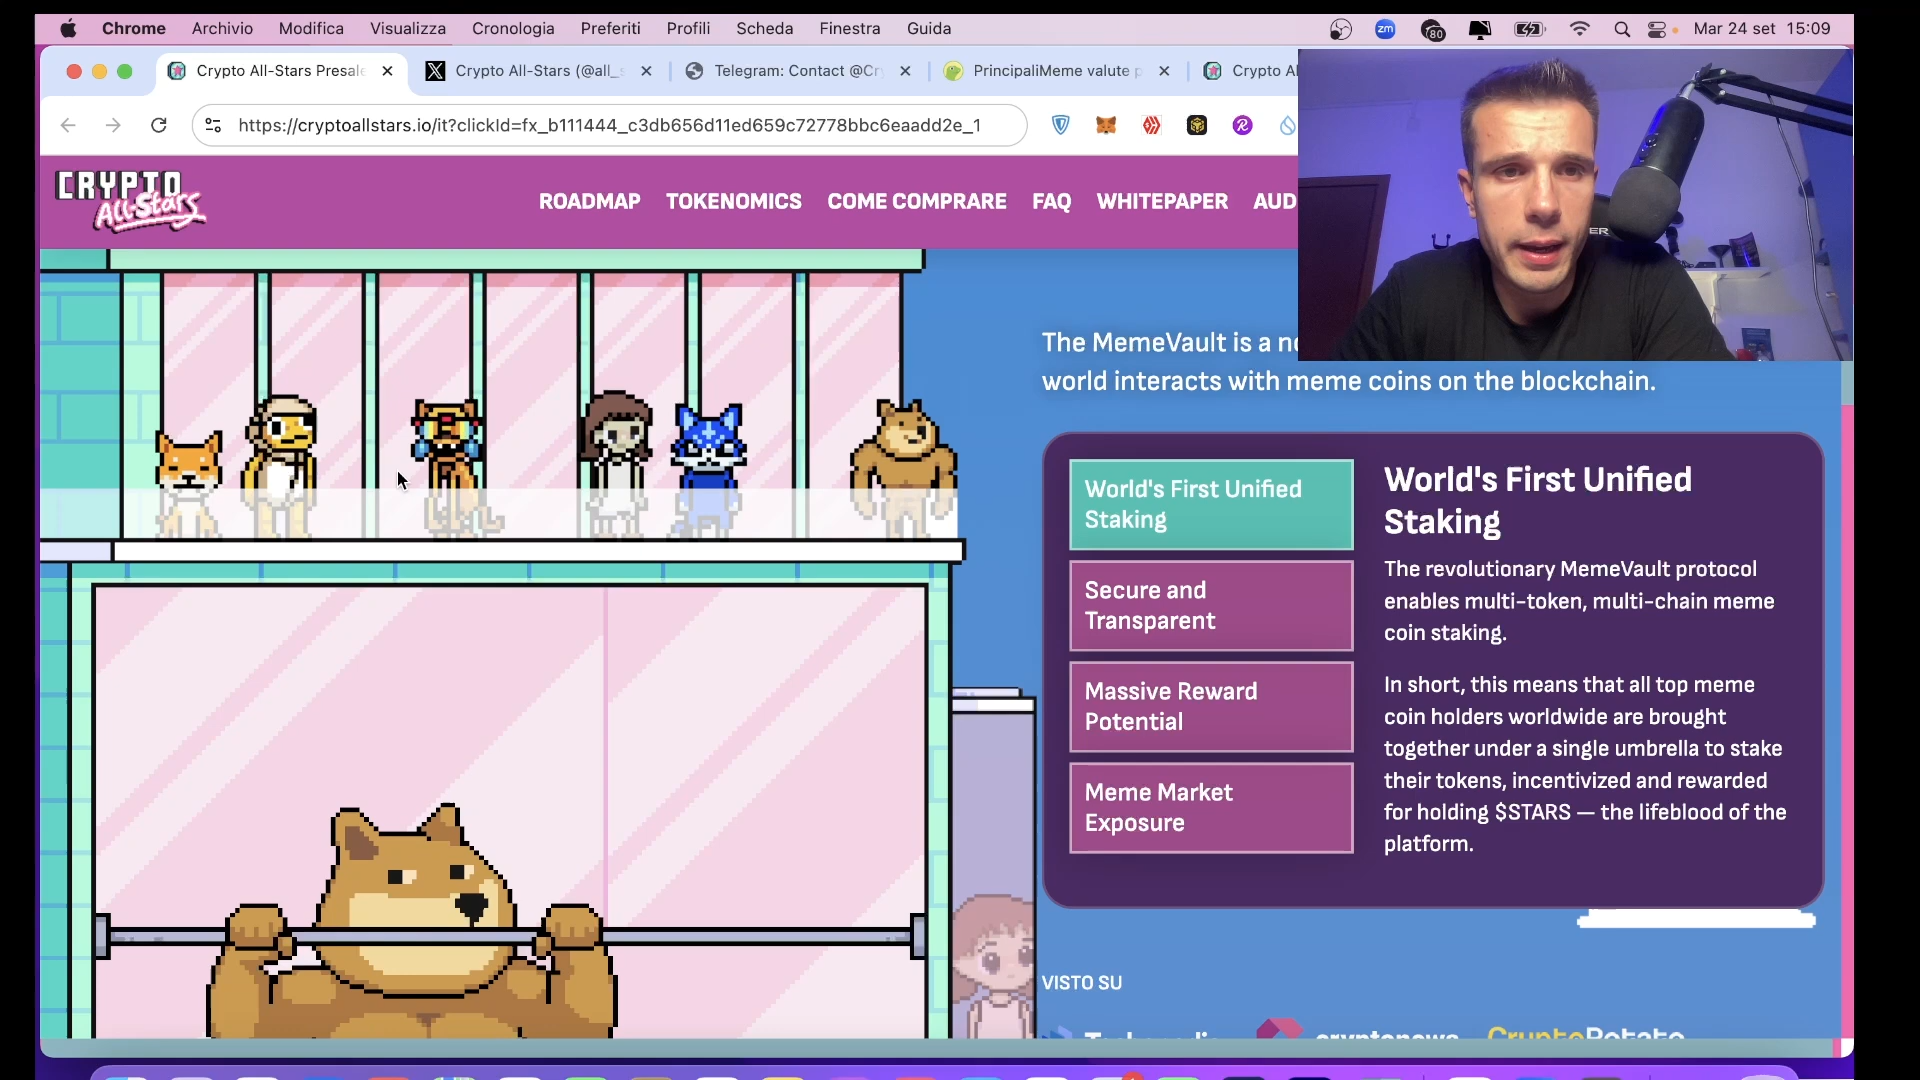 Chrome Archivio Modifica Visualizza Cronologia Preferiti Profili Scheda Finestra Guida zm 80 Mar 24 set 15:09
Crypto All-Stars Presale Crypto All-Stars (@all_s Telegram: Contact @Cr PrincipaliMeme valute p Crypto Al
https://cryptoallstars.io/it?clickId=fx_b111444_c3db656d11ed659c72778bbc6eaadd2e_1
CRYPTO
All-Stars
ROADMAP TOKENOMICS COME COMPRARE FAQ WHITEPAPER AUD
The MemeVault is a
world interacts with meme coins on the blockchain.
World's First Unified
Staking
Secure and
Transparent
Massive Reward
Potential
Meme Market
Exposure
World's First Unified
Staking
The revolutionary MemeVault protocol
enables multi-token, multi-chain meme
coin staking.
In short, this means that all top meme
coin holders worldwide are brought
together under a single umbrella to stake
their tokens, incentivized and rewarded
for holding $STARS — the lifeblood of the
platform.
VISTO SU
cryptonews CryptoPotato